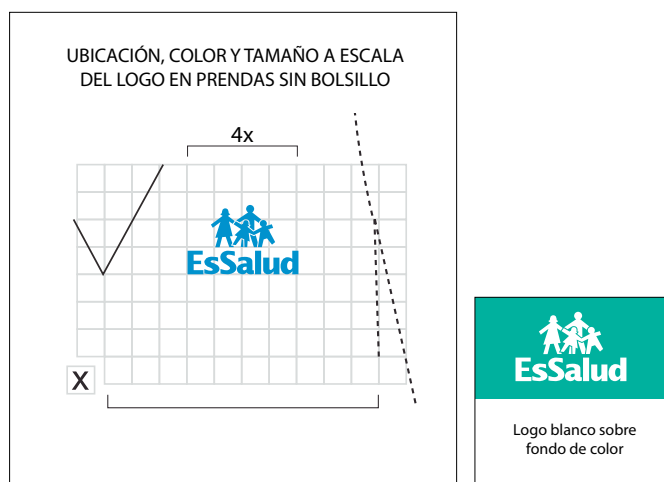 UBICACIÓN, COLOR Y TAMAÑO A ESCALA
DEL LOGO EN PRENDAS SIN BOLSILLO
4x
EsSalud
X
EsSalud
Logo blanco sobre
fondo de color